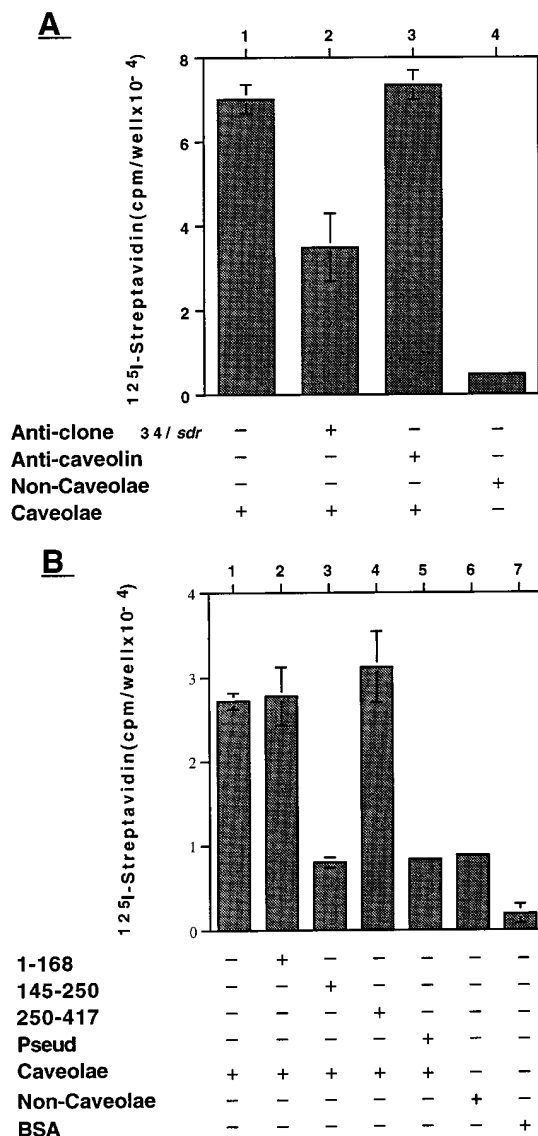 A
1 2 3 4
8
6
4
2
0
125I-Streptavidin(cpm/wellx10-4)
Anti-clone 34/sdr – + – –
Anti-caveolin – – + –
Non-Caveolae – – – +
Caveolae + + + –
B
1 2 3 4 5 6 7
4
3
2
1
0
125I-Streptavidin(cpm/wellx10-4)
1-168 – + – – – – –
145-250 – – + – – – –
250-417 – – – + – – –
Pseud – – – – + – –
Caveolae + + + + + – –
Non-Caveolae – – – – – + –
BSA – – – – – – +